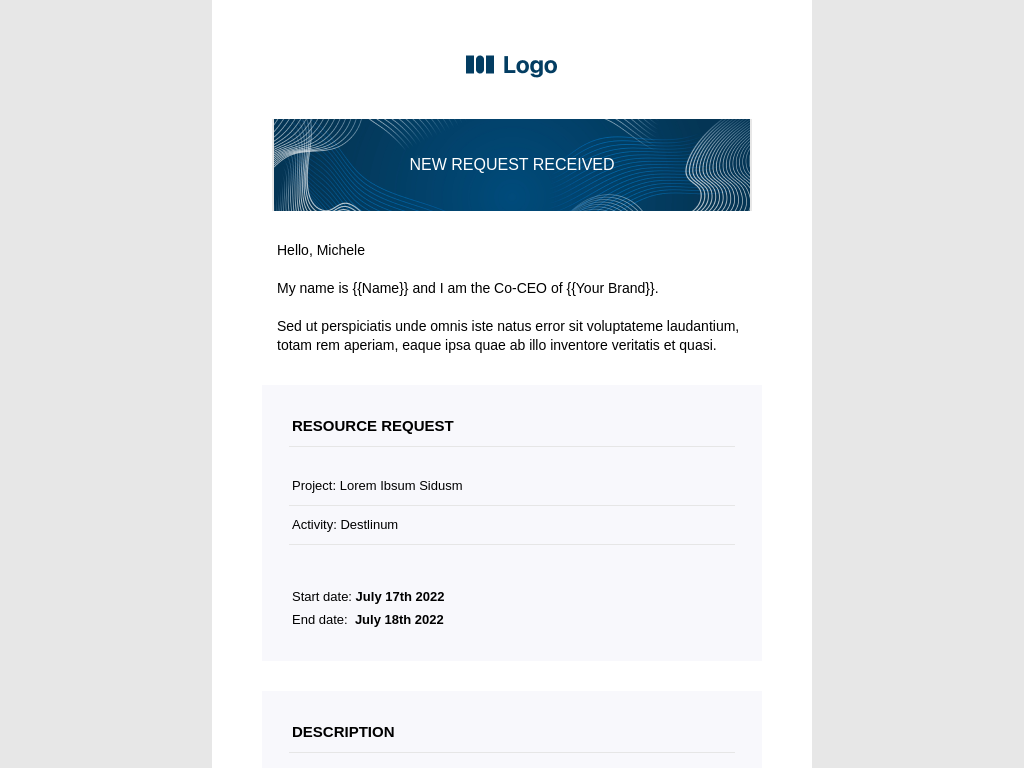 Logo
NEW REQUEST RECEIVED
Hello, Michele
My name is {{Name}} and I am the Co-CEO of {{Your Brand}}.
Sed ut perspiciatis unde omnis iste natus error sit voluptateme laudantium,
totam rem aperiam, eaque ipsa quae ab illo inventore veritatis et quasi.
RESOURCE REQUEST
Project: Lorem Ibsum Sidusm
Activity: Destlinum
Start date: July 17th 2022
End date:  July 18th 2022
DESCRIPTION